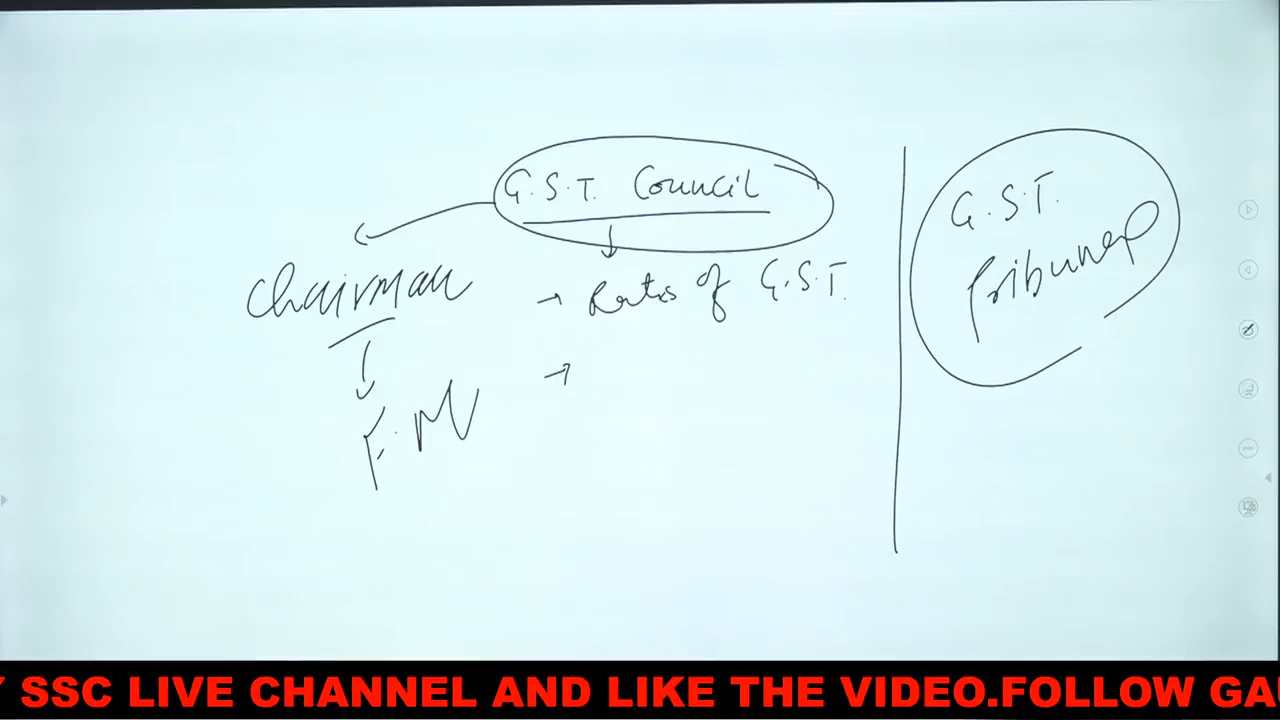 G.S.T. Council
Chairman
→ Rates of G.S.T.
→
F.M
G.S.T.
Tribunal
Y SSC LIVE CHANNEL AND LIKE THE VIDEO.FOLLOW GA